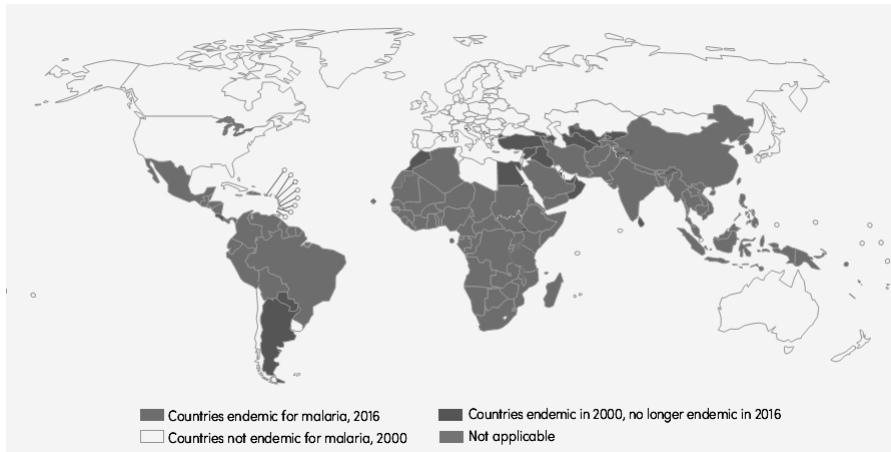 Countries endemic for malaria, 2016
Countries endemic in 2000, no longer endemic in 2016
Countries not endemic for malaria, 2000
Not applicable